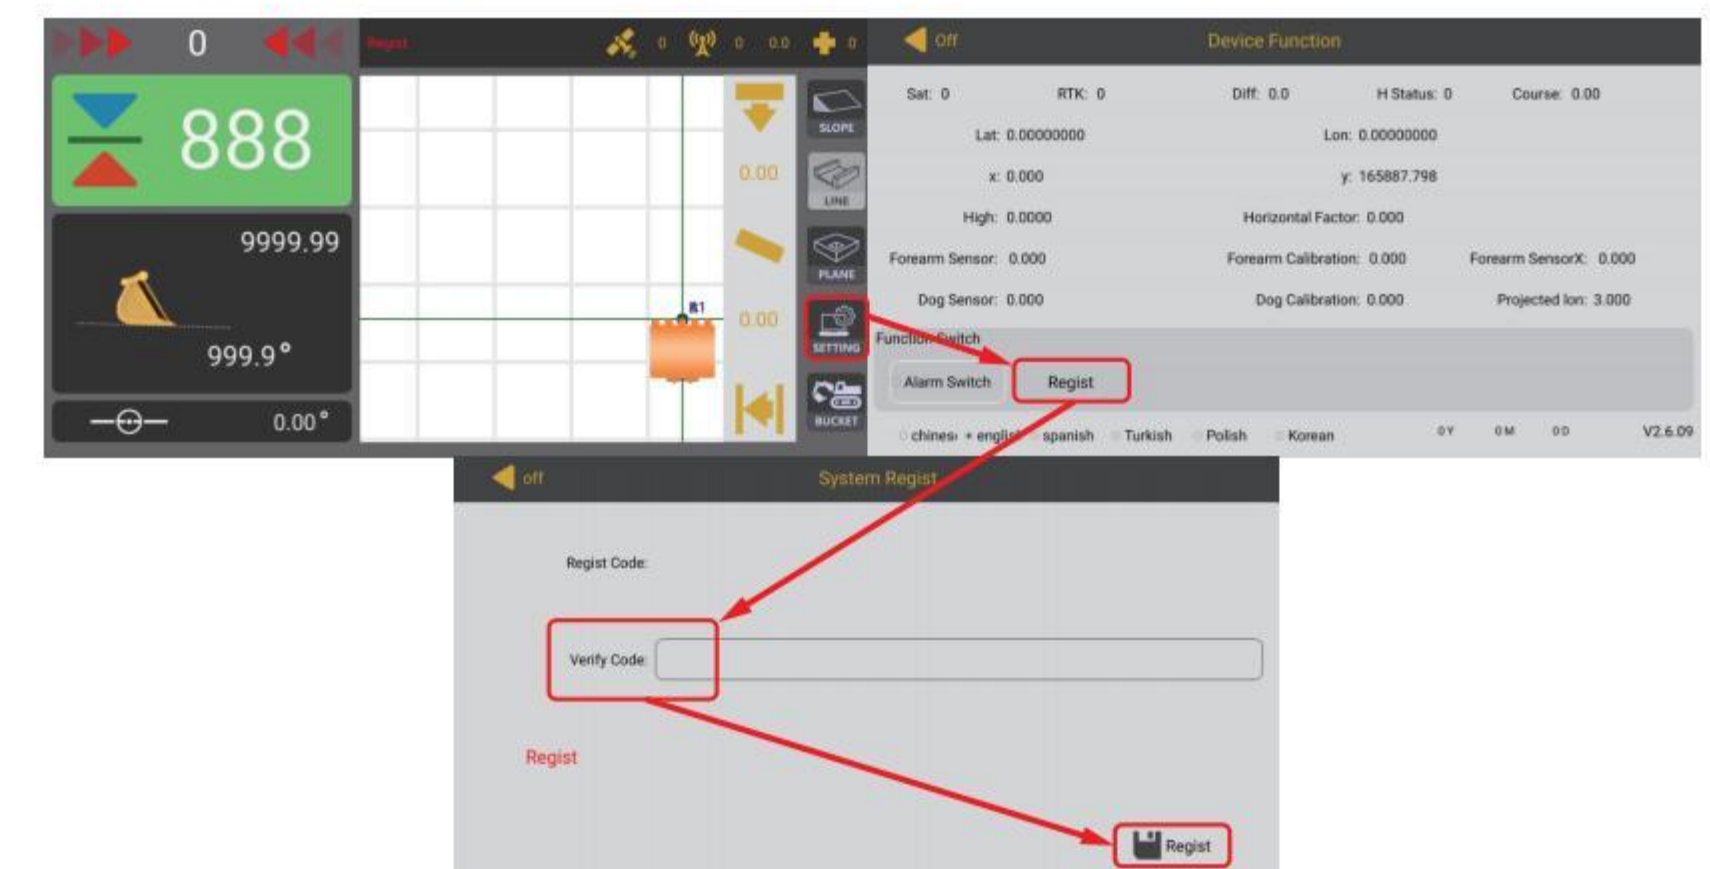 0
Regist
0
0
0.0
0
888
0.00
0.00
SLOPE
LINE
PLANE
SETTING
BUCKET
9999.99
999.9°
0.00°
Off
Device Function
Sat: 0 RTK: 0 Diff: 0.0 H Status: 0 Course: 0.00
Lat: 0.00000000 Lon: 0.00000000
x: 0.000 y: 165887.798
High: 0.0000 Horizontal Factor: 0.000
Forearm Sensor: 0.000 Forearm Calibration: 0.000 Forearm SensorX: 0.000
Dog Sensor: 0.000 Dog Calibration: 0.000 Projected lon: 3.000
Function Switch
Alarm Switch Regist
english spanish Turkish Polish Korean 0Y 0M 0D V2.6.09
off
System Regist
Regist Code:
Verify Code:
Regist
Regist